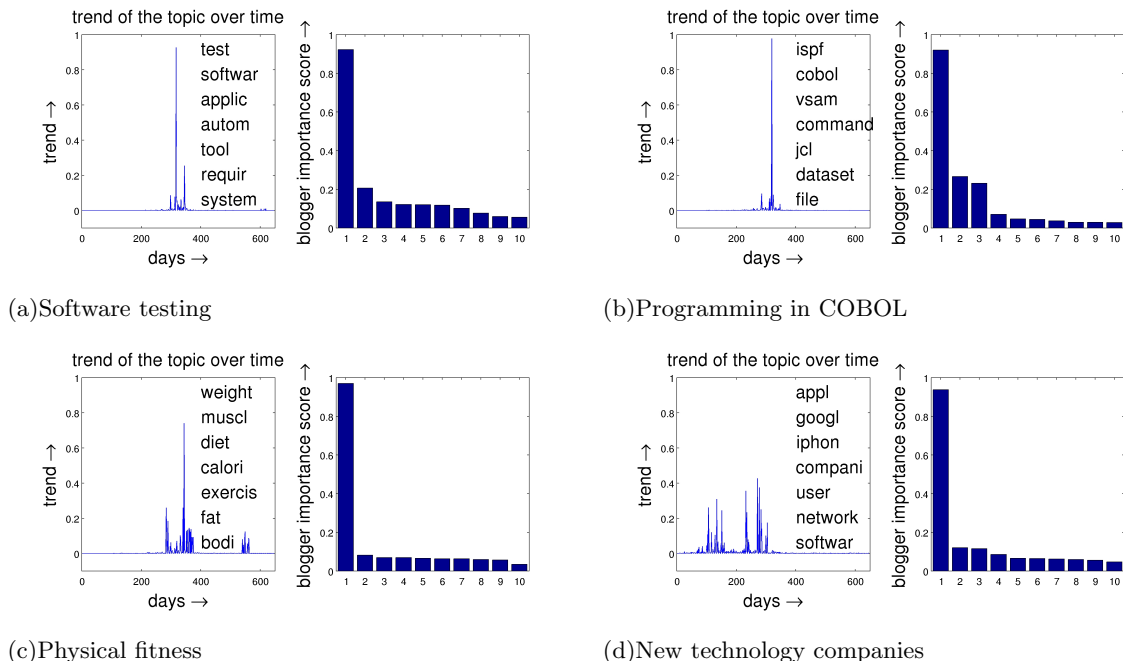 trend of the topic over time
blogger importance score →
trend →
1
0.8
0.6
0.4
0.2
0
test
softwar
applic
autom
tool
requir
system
0 200 400 600
days →
1
0.8
0.6
0.4
0.2
0
1 2 3 4 5 6 7 8 9 10
(a)Software testing
trend of the topic over time
blogger importance score →
trend →
1
0.8
0.6
0.4
0.2
0
ispf
cobol
vsam
command
jcl
dataset
file
0 200 400 600
days →
1
0.8
0.6
0.4
0.2
0
1 2 3 4 5 6 7 8 9 10
(b)Programming in COBOL
trend of the topic over time
blogger importance score →
trend →
1
0.8
0.6
0.4
0.2
0
weight
muscl
diet
calori
exercis
fat
bodi
0 200 400 600
days →
1
0.8
0.6
0.4
0.2
0
1 2 3 4 5 6 7 8 9 10
(c)Physical fitness
trend of the topic over time
blogger importance score →
trend →
1
0.8
0.6
0.4
0.2
0
appl
googl
iphon
compani
user
network
softwar
0 200 400 600
days →
1
0.8
0.6
0.4
0.2
0
1 2 3 4 5 6 7 8 9 10
(d)New technology companies